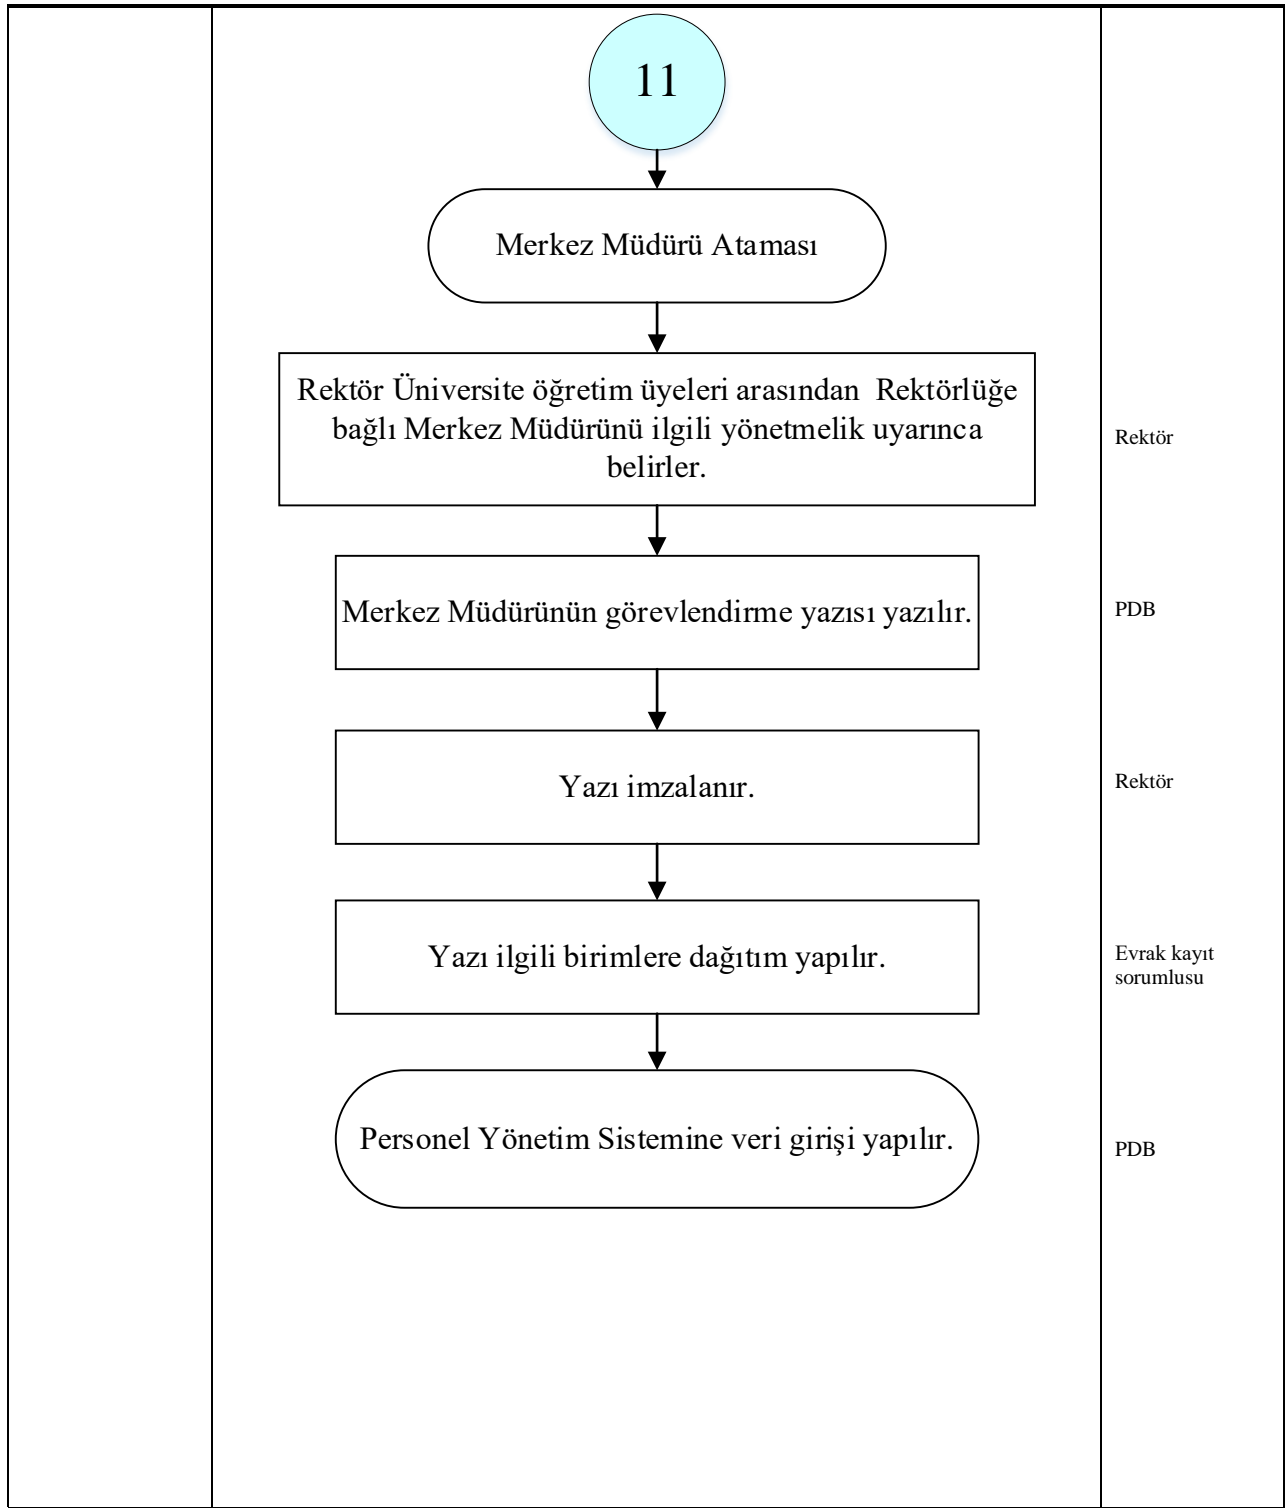 11
Merkez Müdürü Ataması
Rektör Üniversite öğretim üyeleri arasından  Rektörlüğe
bağlı Merkez Müdürünü ilgili yönetmelik uyarınca
belirler.
Rektör
Merkez Müdürünün görevlendirme yazısı yazılır.
PDB
Yazı imzalanır.
Rektör
Yazı ilgili birimlere dağıtım yapılır.
Evrak kayıt
sorumlusu
Personel Yönetim Sistemine veri girişi yapılır.
PDB